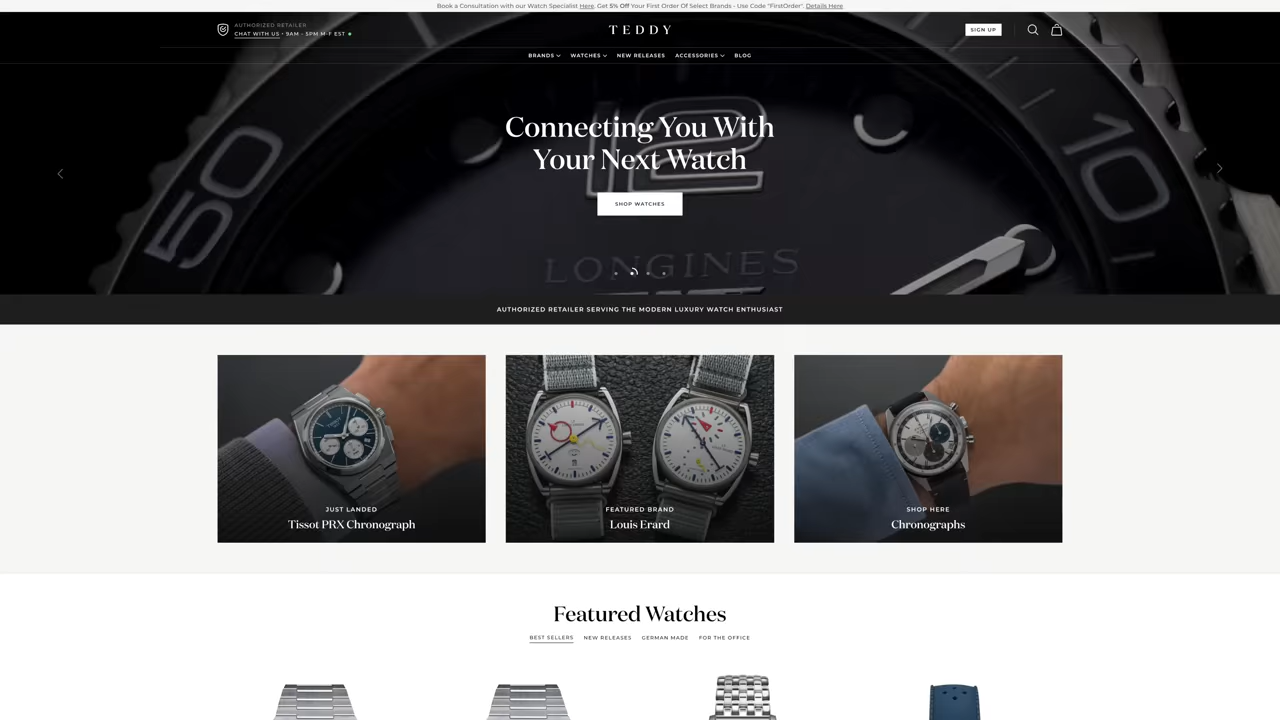 Book a Consultation with our Watch Specialist Here. Get 5% Off Your First Order Of Select Brands - Use Code "FirstOrder". Details Here
AUTHORIZED RETAILER
CHAT WITH US • 9AM - 5PM M-F EST
TEDDY
SIGN UP
BRANDS
WATCHES
NEW RELEASES
ACCESSORIES
BLOG
50
12
10
Connecting You With
Your Next Watch
SHOP WATCHES
LONGINES
AUTHORIZED RETAILER SERVING THE MODERN LUXURY WATCH ENTHUSIAST
JUST LANDED
Tissot PRX Chronograph
FEATURED BRAND
Louis Erard
SHOP HERE
Chronographs
Featured Watches
BEST SELLERS
NEW RELEASES
GERMAN MADE
FOR THE OFFICE